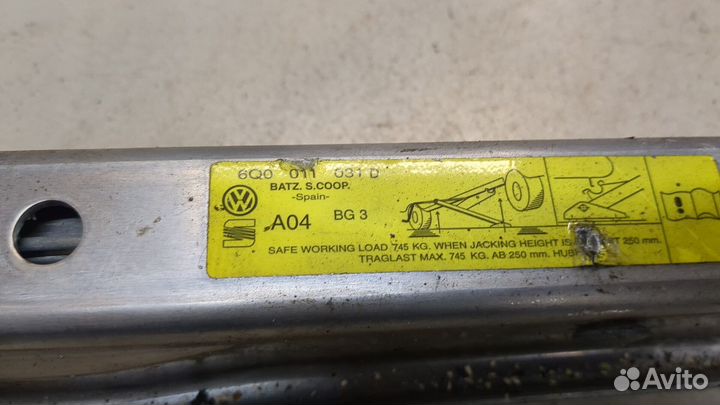 6Q0 011 031 D
BATZ. S.COOP.
-Spain-
A04 BG 3
SAFE WORKING LOAD 745 KG. WHEN JACKING HEIGHT IS 250 mm.
TRAGLAST MAX. 745 KG. AB 250 mm.
Avito